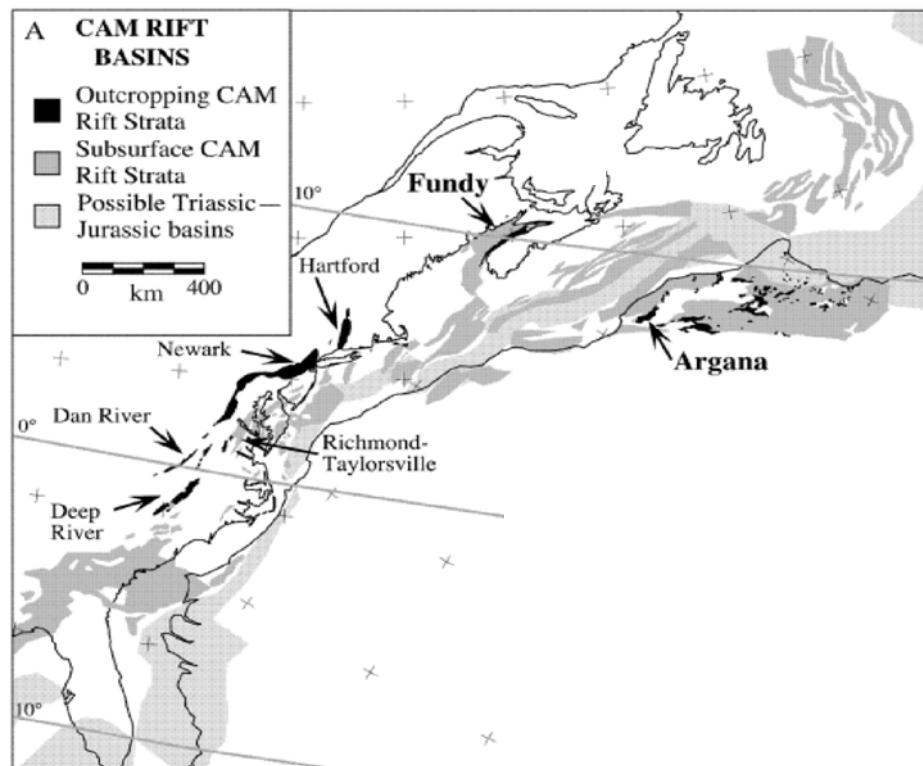 A CAM RIFT
BASINS
Outcropping CAM
Rift Strata
Subsurface CAM
Rift Strata
Possible Triassic—
Jurassic basins
0 400
km
Fundy
10°
Hartford
Newark
Argana
Dan River
0°
Richmond-
Taylorsville
Deep
River
10°